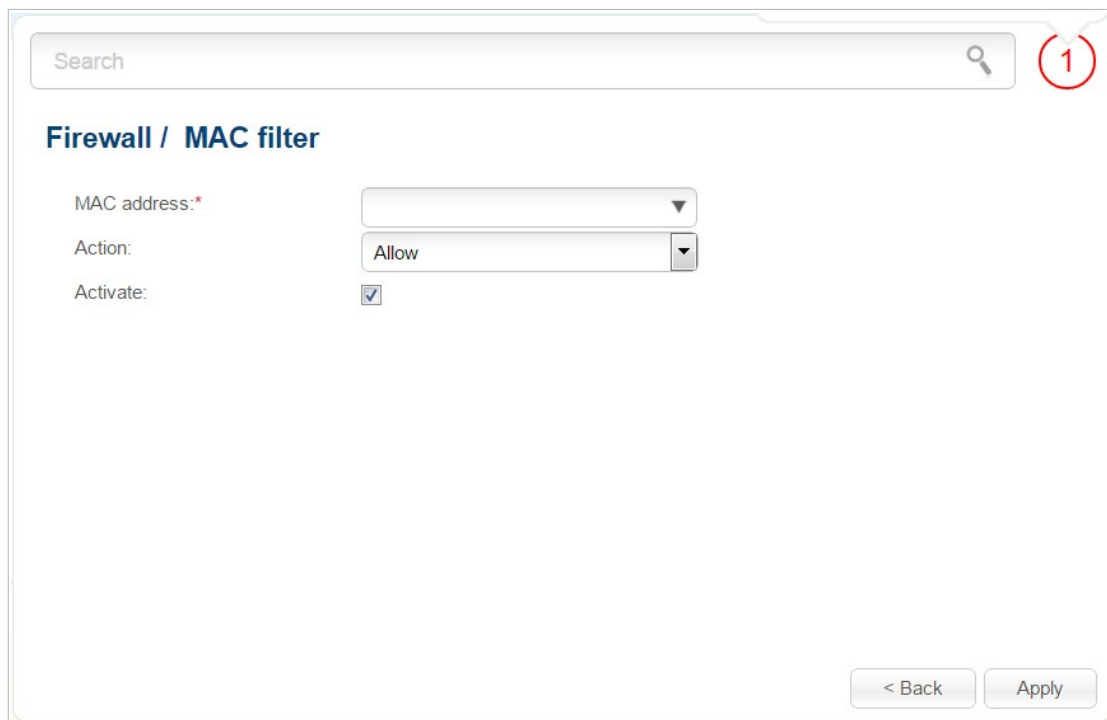 Search
1
Firewall / MAC filter
MAC address:*
Action: Allow
Activate:
< Back Apply